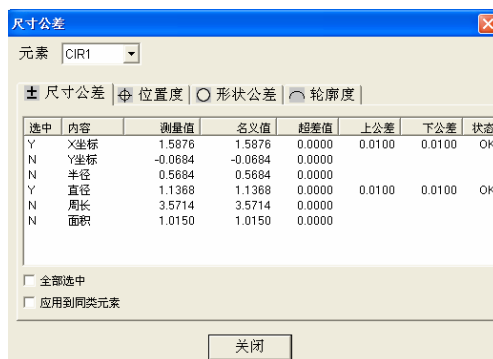 尺寸公差
元素 CIR1
尺寸公差 位置度 形状公差 轮廓度
选中 内容 测量值 名义值 超差值 上公差 下公差 状态
Y X坐标 1.5876 1.5876 0.0000 0.0100 0.0100 OK
N Y坐标 -0.0684 -0.0684 0.0000
N 半径 0.5684 0.5684 0.0000
Y 直径 1.1368 1.1368 0.0000 0.0100 0.0100 OK
N 周长 3.5714 3.5714 0.0000
N 面积 1.0150 1.0150 0.0000
全部选中
应用到同类元素
关闭